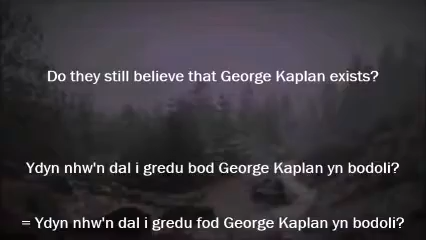 Do they still believe that George Kaplan exists?
Ydyn nhw'n dal i gredu bod George Kaplan yn bodoli?
= Ydyn nhw'n dal i gredu fod George Kaplan yn bodoli?